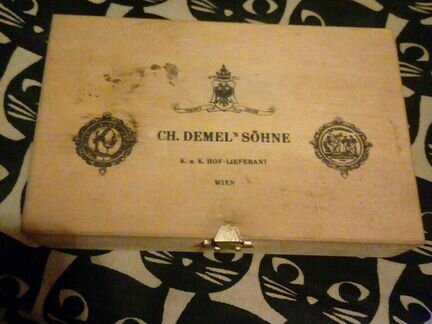 CH. DEMEL'S SÖHNE
K. u. K. HOF-LIEFERANT
WIEN